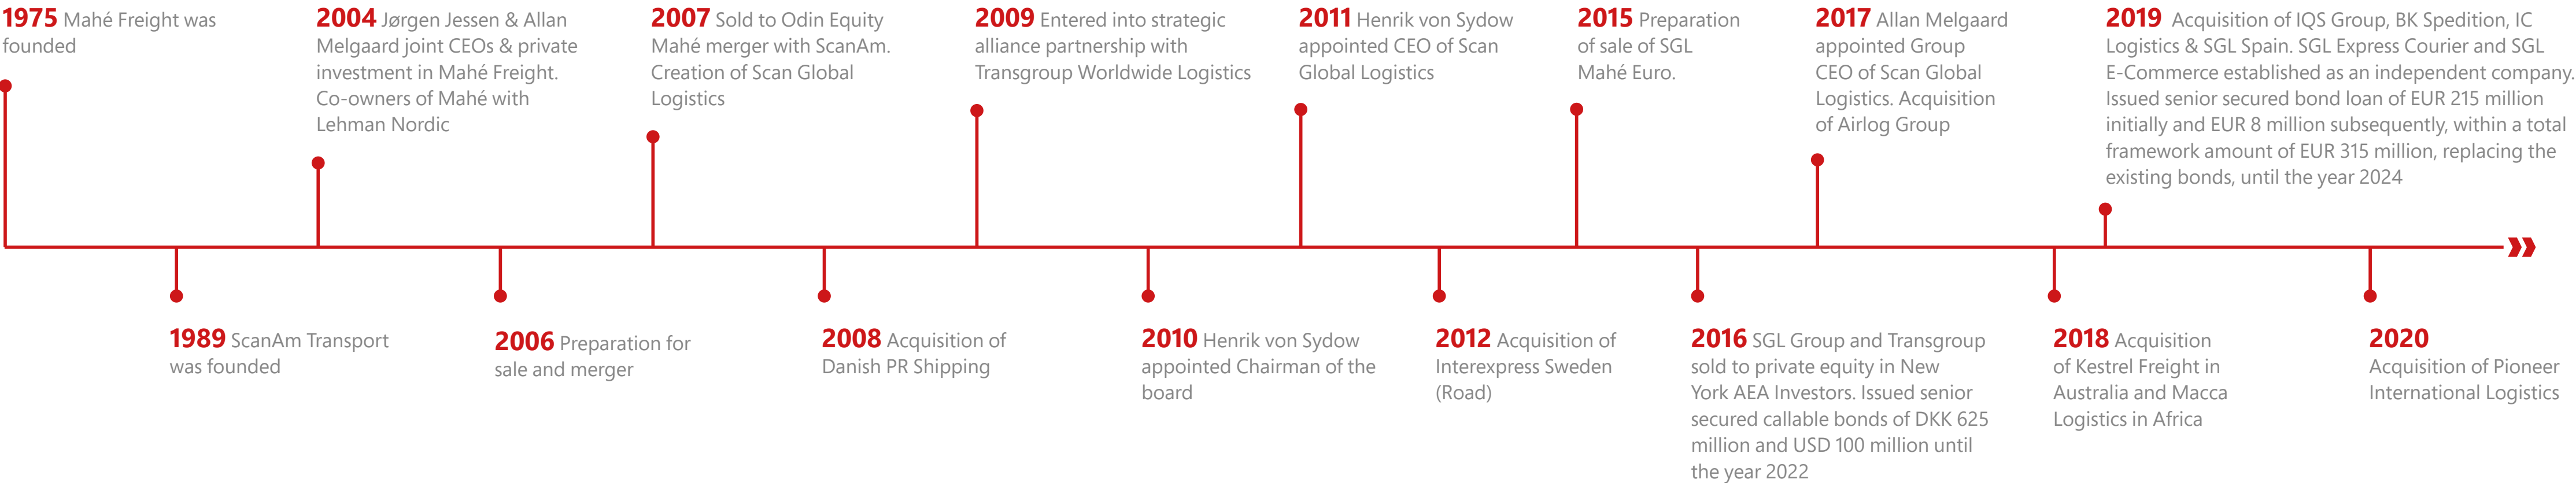 1975 Mahé Freight was
founded
2004 Jørgen Jessen & Allan
Melgaard joint CEOs & private
investment in Mahé Freight.
Co-owners of Mahé with
Lehman Nordic
2007 Sold to Odin Equity
Mahé merger with ScanAm.
Creation of Scan Global
Logistics
2009 Entered into strategic
alliance partnership with
Transgroup Worldwide Logistics
2011 Henrik von Sydow
appointed CEO of Scan
Global Logistics
2015 Preparation
of sale of SGL
Mahé Euro.
2017 Allan Melgaard
appointed Group
CEO of Scan Global
Logistics. Acquisition
of Airlog Group
2019 Acquisition of IQS Group, BK Spedition, IC
Logistics & SGL Spain. SGL Express Courier and SGL
E-Commerce established as an independent company.
Issued senior secured bond loan of EUR 215 million
initially and EUR 8 million subsequently, within a total
framework amount of EUR 315 million, replacing the
existing bonds, until the year 2024
1989 ScanAm Transport
was founded
2006 Preparation for
sale and merger
2008 Acquisition of
Danish PR Shipping
2010 Henrik von Sydow
appointed Chairman of the
board
2012 Acquisition of
Interexpress Sweden
(Road)
2016 SGL Group and Transgroup
sold to private equity in New
York AEA Investors. Issued senior
secured callable bonds of DKK 625
million and USD 100 million until
the year 2022
2018 Acquisition
of Kestrel Freight in
Australia and Macca
Logistics in Africa
2020
Acquisition of Pioneer
International Logistics